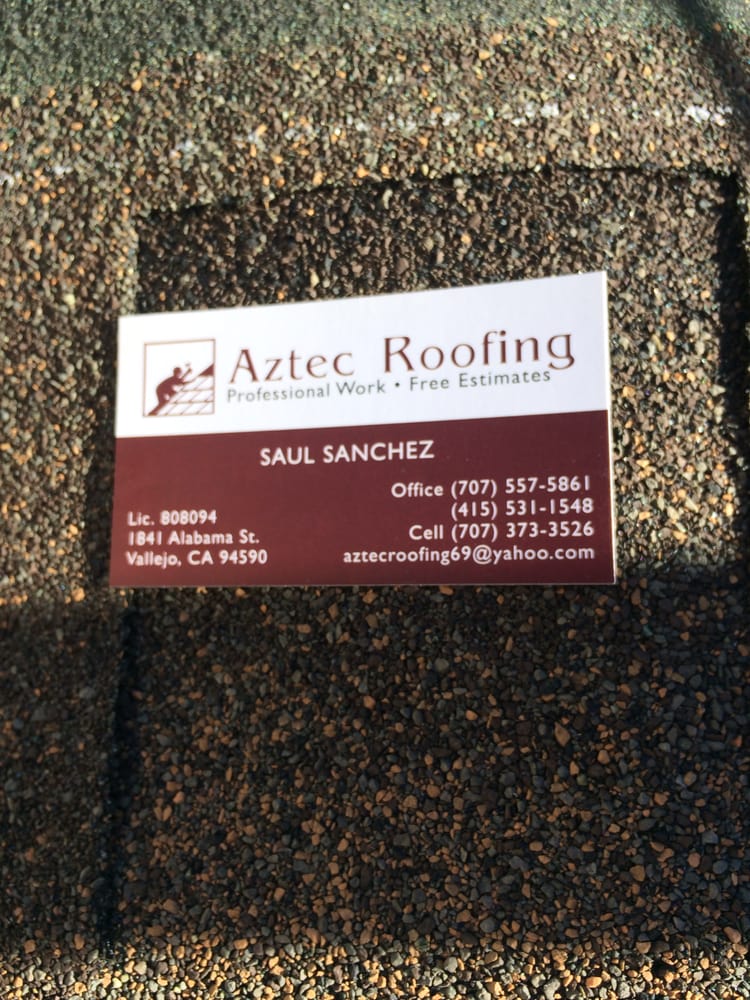 Aztec Roofing
Professional Work • Free Estimates
SAUL SANCHEZ
Lic. 808094
1841 Alabama St.
Vallejo, CA 94590
Office (707) 557-5861
(415) 531-1548
Cell (707) 373-3526
aztecroofing69@yahoo.com